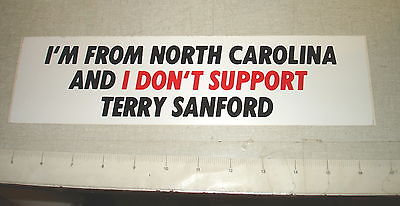 I'M FROM NORTH CAROLINA
AND I DON'T SUPPORT
TERRY SANFORD